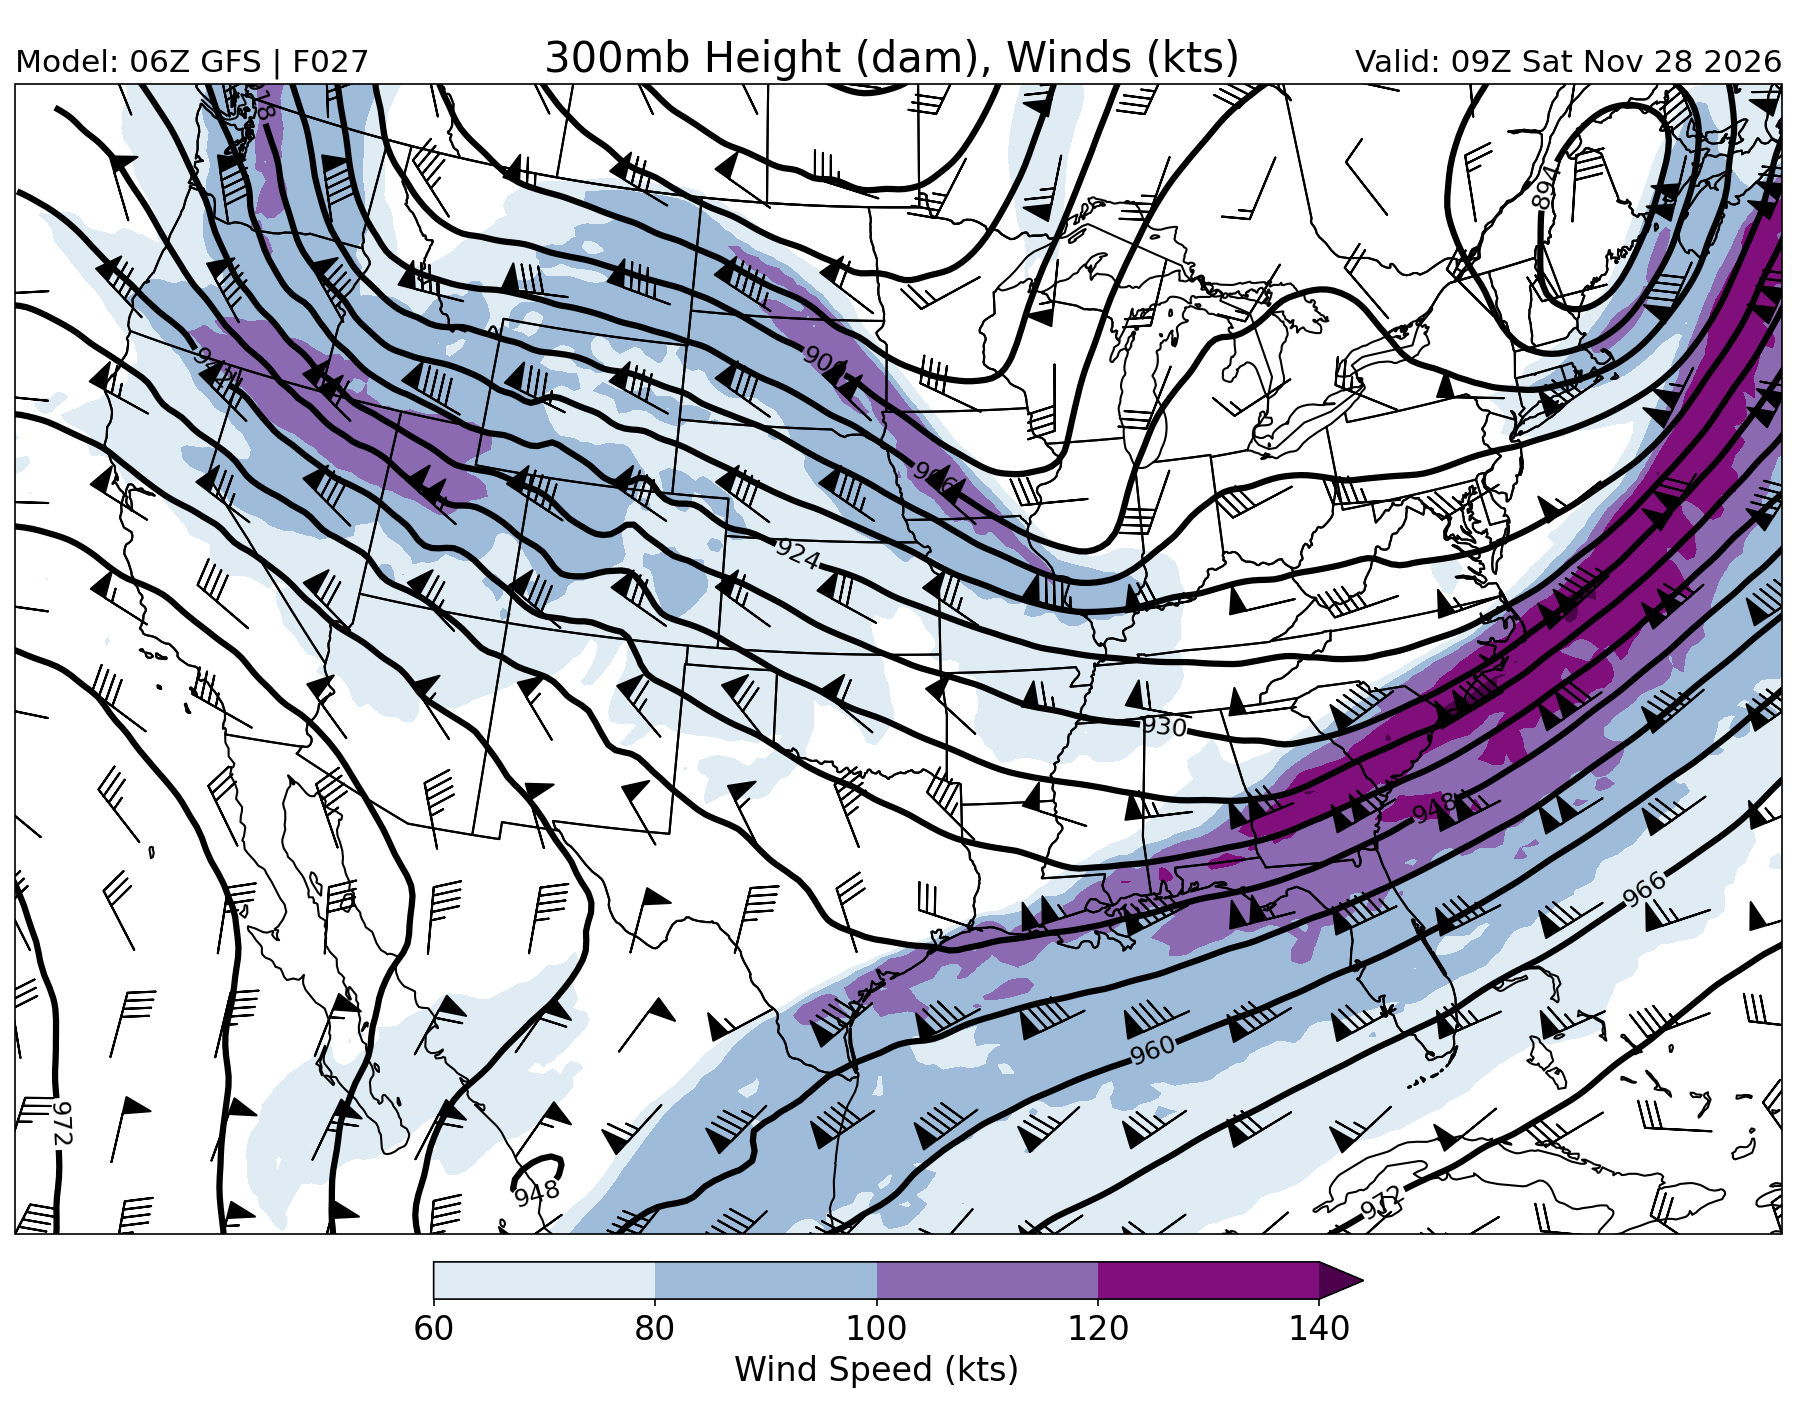 Model: 06Z GFS | F027
300mb Height (dam), Winds (kts)
Valid: 09Z Sat Nov 28 2026
894
924
930
948
966
960
972
948
972
60 80 100 120 140
Wind Speed (kts)